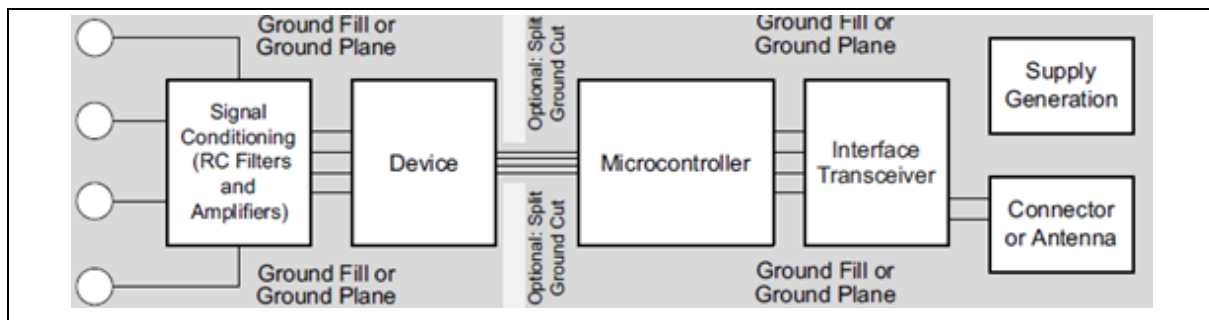 Ground Fill or
Ground Plane
Optional: Split
Ground Cut
Ground Fill or
Ground Plane
Supply
Generation
Signal
Conditioning
(RC Filters
and
Amplifiers)
Device
Microcontroller
Interface
Transceiver
Connector
or Antenna
Ground Fill or
Ground Plane
Optional: Split
Ground Cut
Ground Fill or
Ground Plane